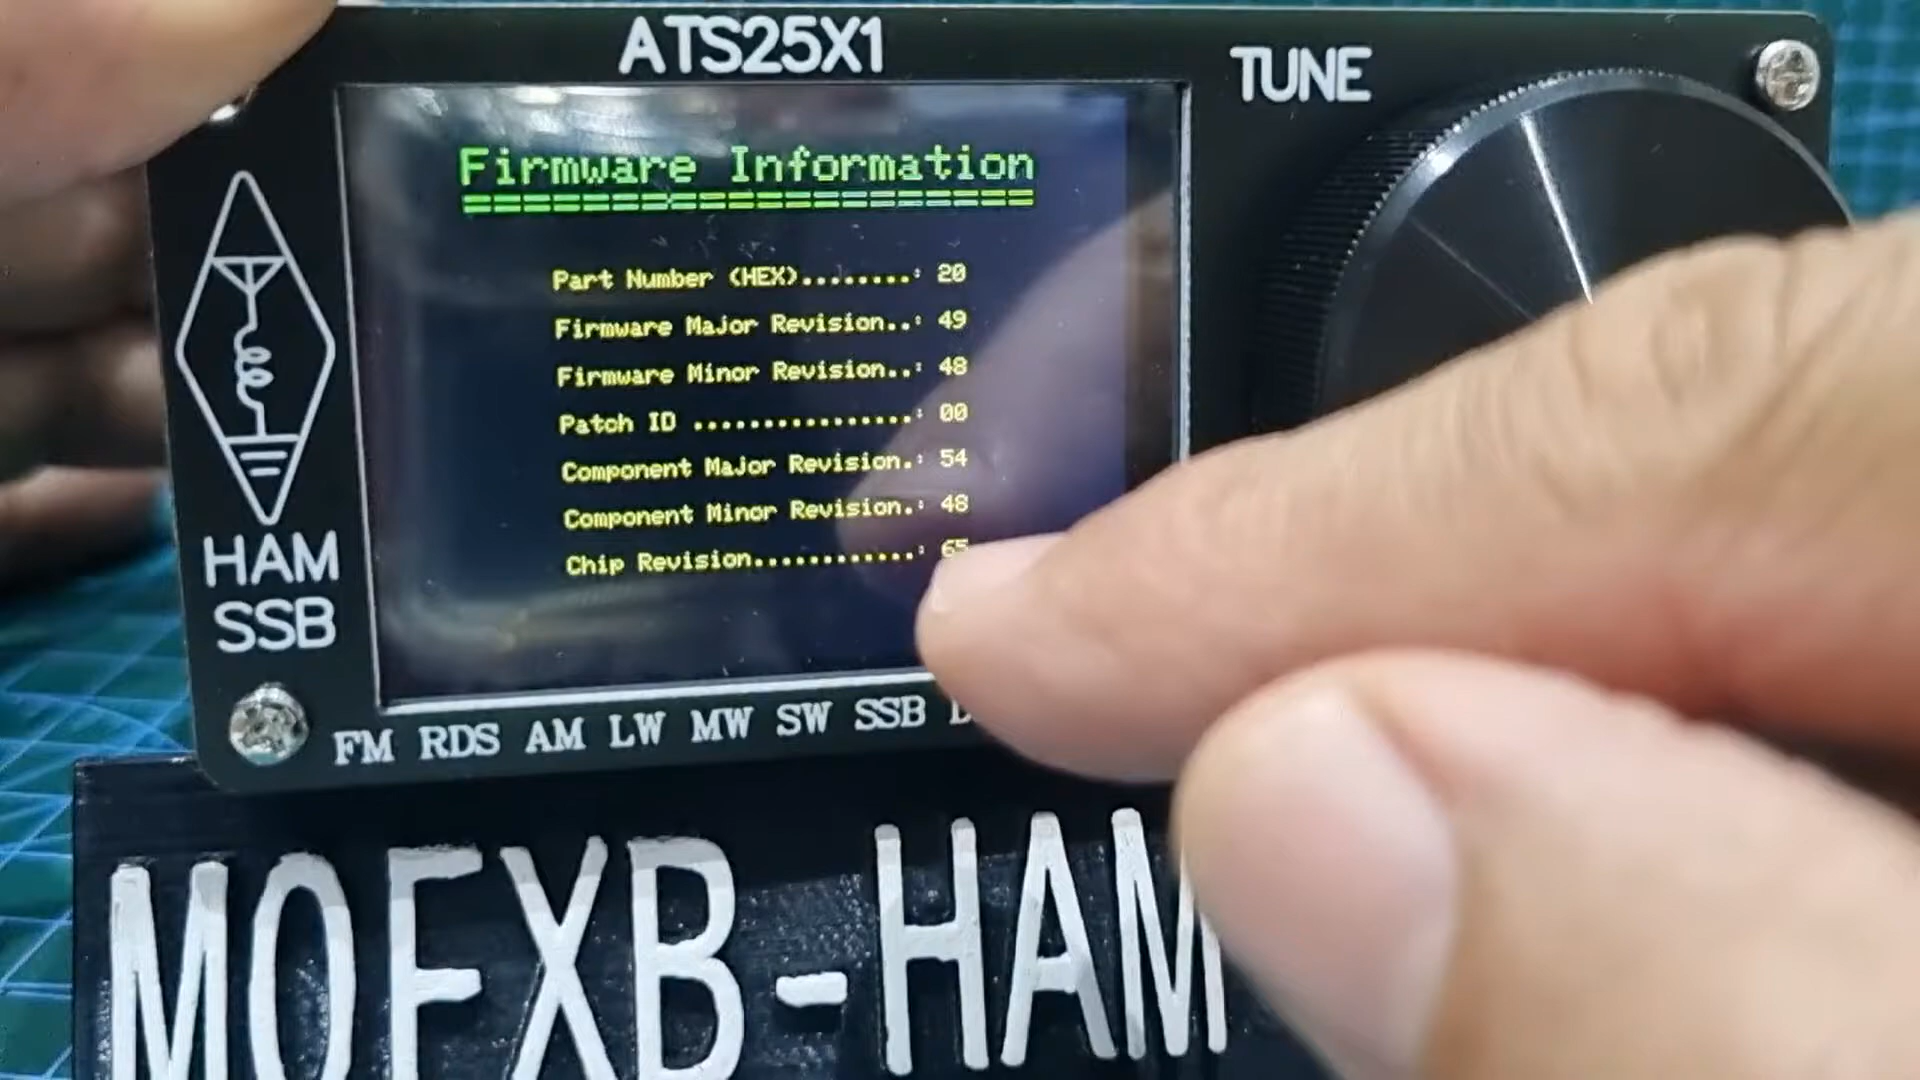 ATS25X1
TUNE
Firmware Information
====================
Part Number (HEX)........: 20
Firmware Major Revision..: 49
Firmware Minor Revision..: 48
Patch ID ................: 00
Component Major Revision.: 54
Component Minor Revision.: 48
Chip Revision............: 65
HAM
SSB
FM RDS AM LW MW SW SSB
M0FXB-HAM